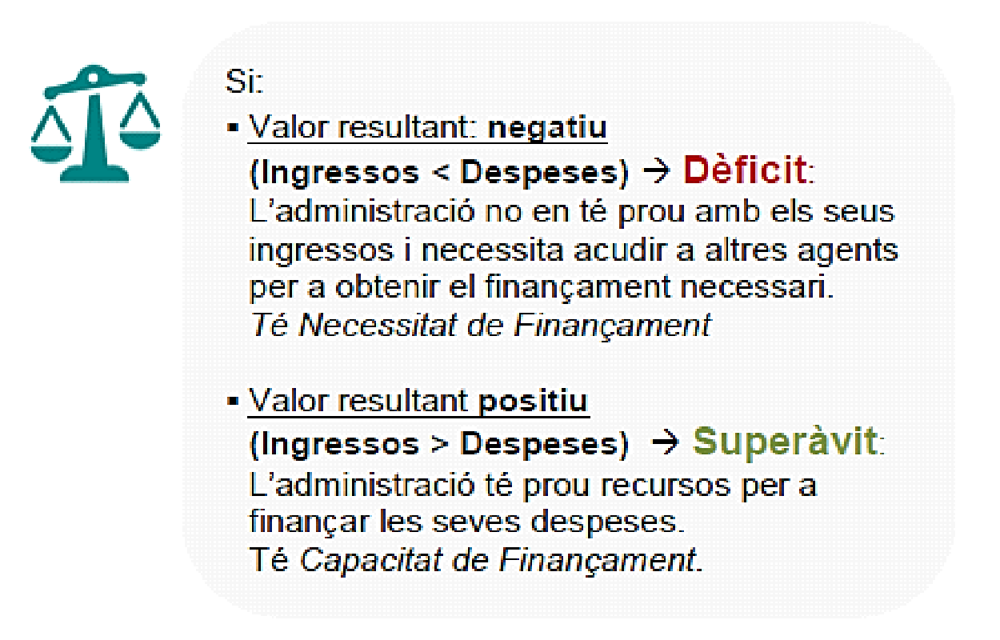 Si:
▪ Valor resultant: negatiu
(Ingressos < Despeses) → Dèficit:
L'administració no en té prou amb els seus
ingressos i necessita acudir a altres agents
per a obtenir el finançament necessari.
Té Necessitat de Finançament
▪ Valor resultant positiu
(Ingressos > Despeses) → Superàvit:
L'administració té prou recursos per a
finançar les seves despeses.
Té Capacitat de Finançament.